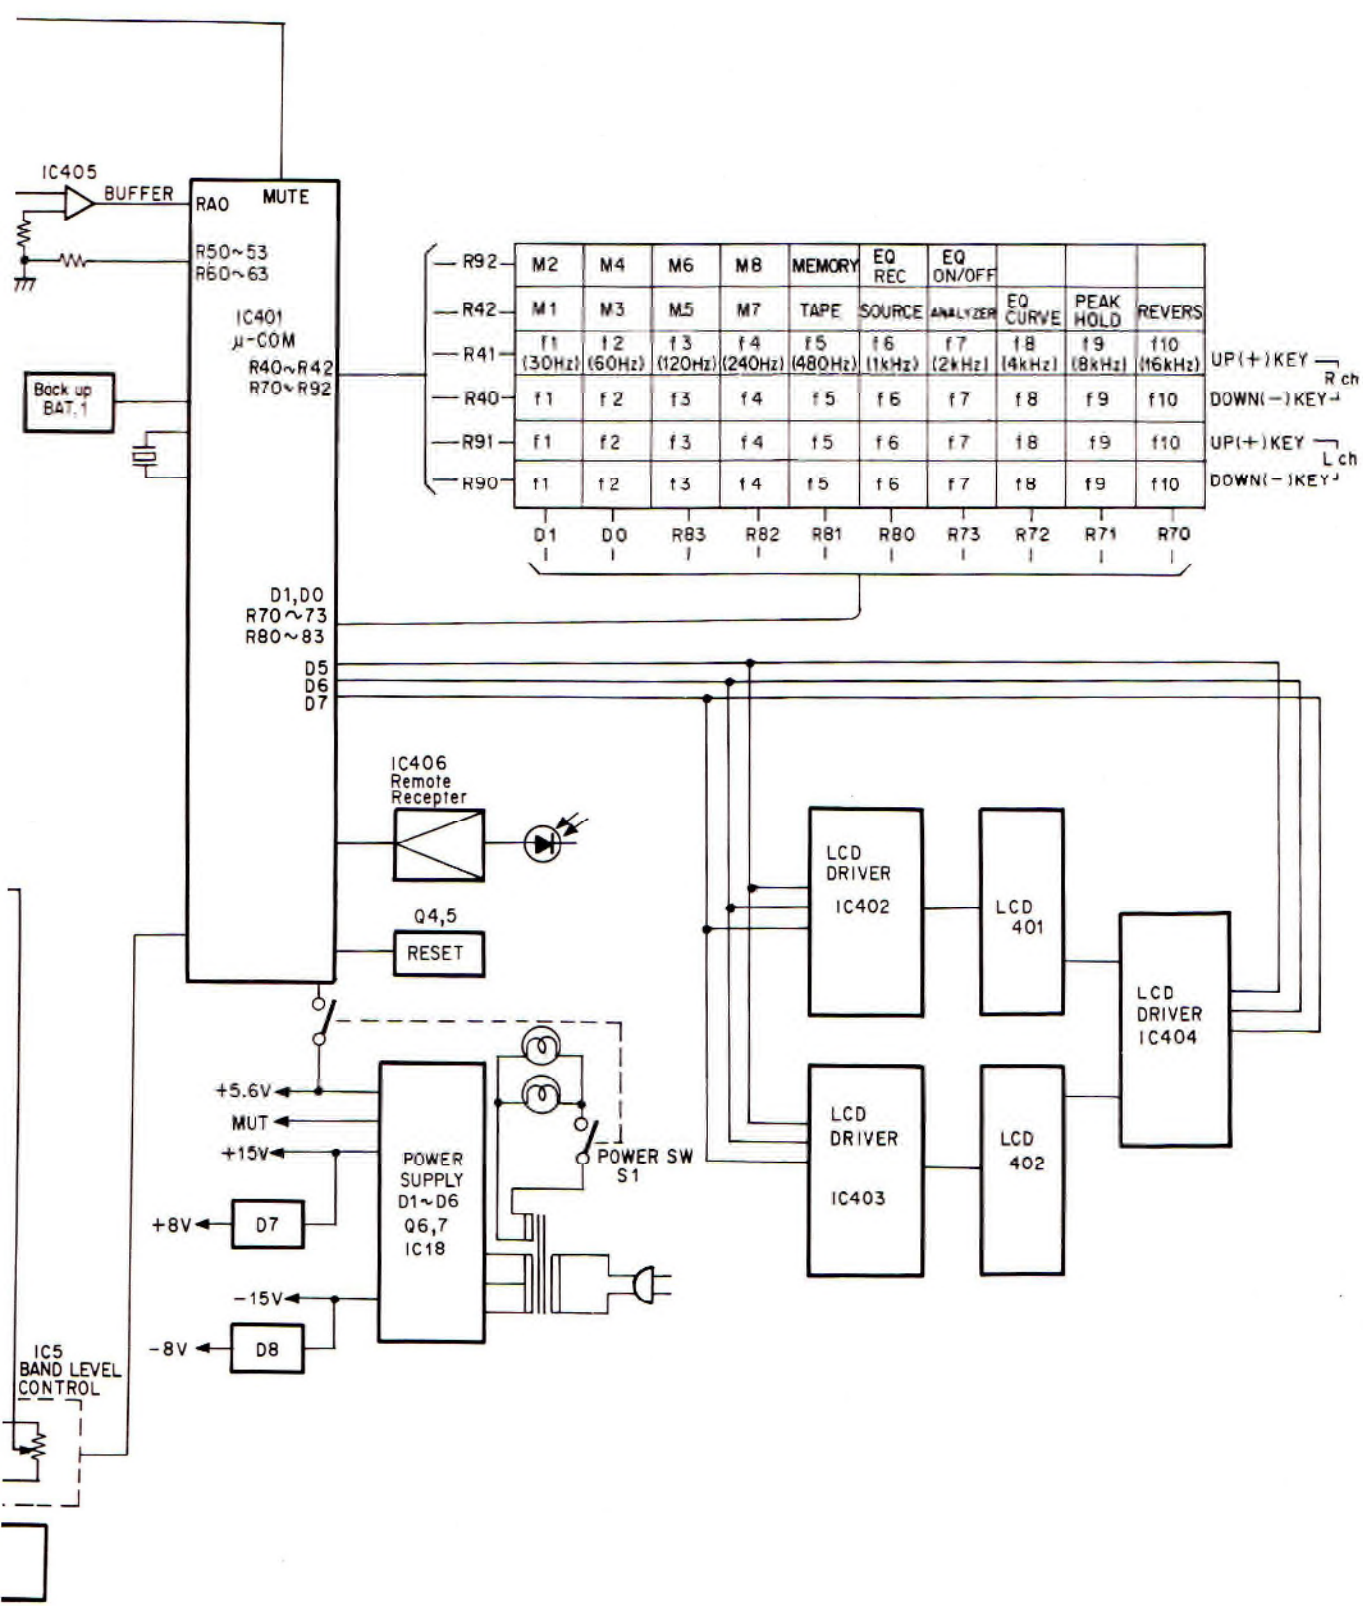 IC405
BUFFER
RA0
MUTE
R50~53
R60~63
IC401
μ-COM
R40~R42
R70~R92
Back up
BAT,1
R92 M2 M4 M6 M8 MEMORY EQ REC EQ ON/OFF
R42 M1 M3 M5 M7 TAPE SOURCE ANALYZER EQ CURVE PEAK HOLD REVERS
R41 f1 (30Hz) f2 (60Hz) f3 (120Hz) f4 (240Hz) f5 (480Hz) f6 (1kHz) f7 (2kHz) f8 (4kHz) f9 (8kHz) f10 (16kHz) UP(+)KEY
R ch
R40 f1 f2 f3 f4 f5 f6 f7 f8 f9 f10 DOWN(-)KEY
R91 f1 f2 f3 f4 f5 f6 f7 f8 f9 f10 UP(+)KEY
L ch
R90 f1 f2 f3 f4 f5 f6 f7 f8 f9 f10 DOWN(-)KEY
D1 D0 R83 R82 R81 R80 R73 R72 R71 R70
D1,D0
R70~73
R80~83
D5
D6
D7
IC406
Remote
Recepter
Q4,5
RESET
LCD
DRIVER
IC402
LCD
401
LCD
DRIVER
IC404
LCD
DRIVER
IC403
LCD
402
+5.6V
MUT
+15V
+8V
D7
-15V
-8V
D8
POWER
SUPPLY
D1~D6
Q6,7
IC18
POWER SW
S1
IC5
BAND LEVEL
CONTROL